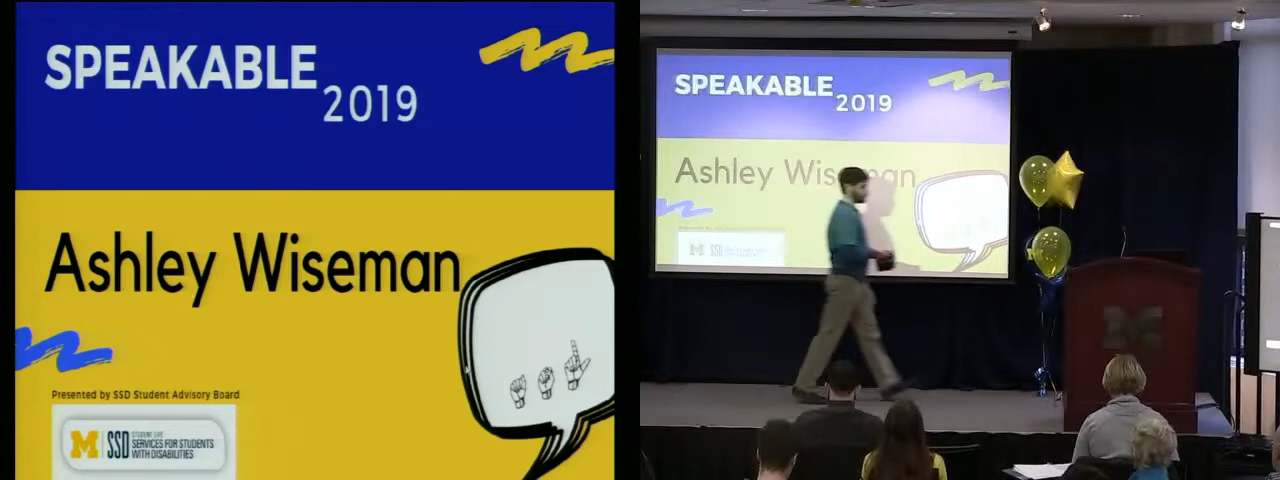 SPEAKABLE
2019
Ashley Wiseman
Presented by SSD Student Advisory Board
M SSD STUDENT LIFE
SERVICES FOR STUDENTS
WITH DISABILITIES
SPEAKABLE
2019
Ashley Wiseman
M SSD